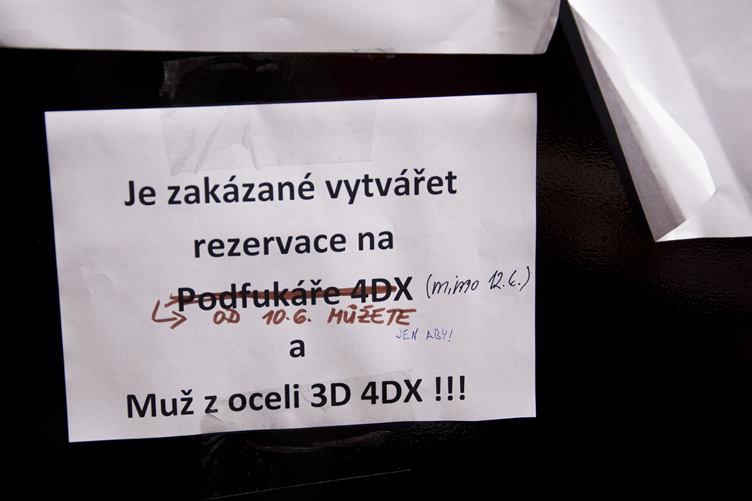 Je zakázané vytvářet
rezervace na
Podfukáře 4DX (mimo 12.6.)
OD 10.6. MŮŽETE
JEN ABY!
a
Muž z oceli 3D 4DX !!!